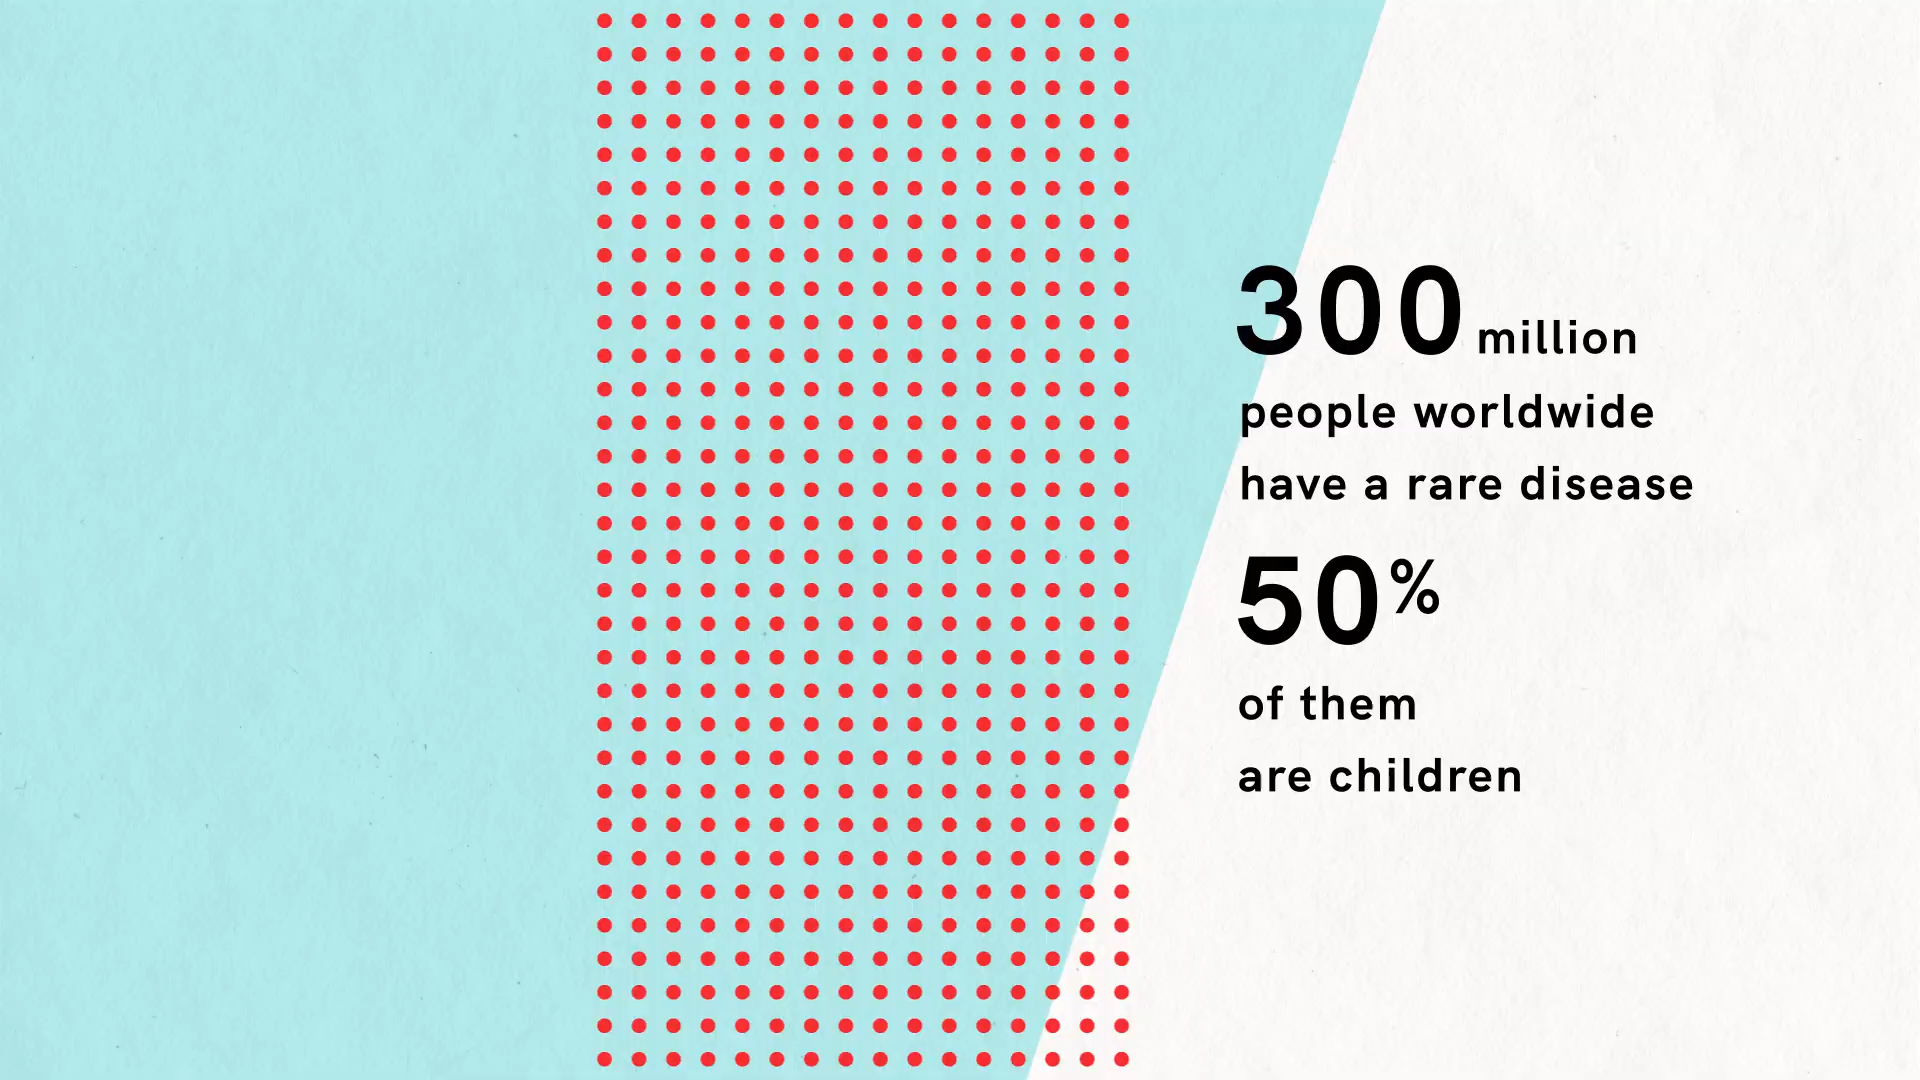 300 million
people worldwide
have a rare disease
50%
of them
are children